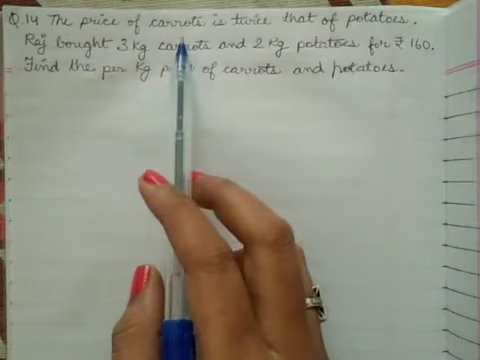 Q.14 The price of carrots is twice that of potatoes.
Raj bought 3 Kg carrots and 2 Kg potatoes for ₹ 160.
Find the per Kg of carrots and potatoes.